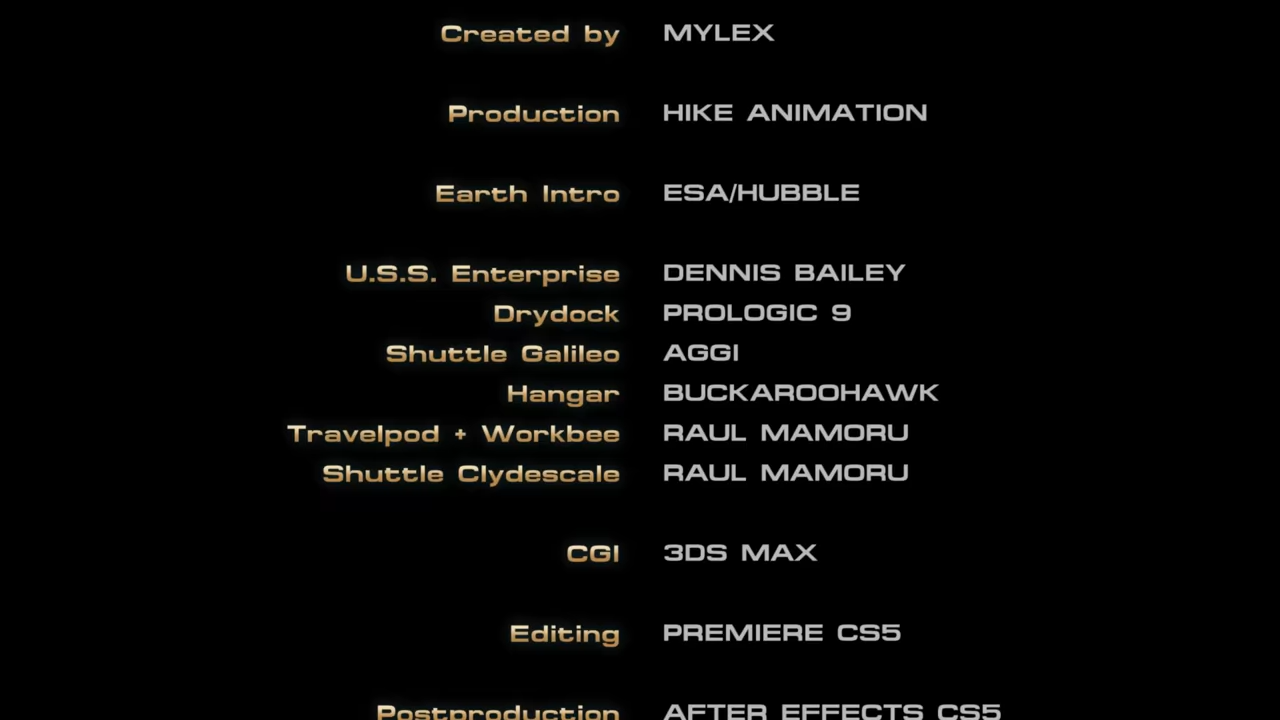 Created by MYLEX
Production HIKE ANIMATION
Earth Intro ESA/HUBBLE
U.S.S. Enterprise DENNIS BAILEY
Drydock PROLOGIC 9
Shuttle Galileo AGGI
Hangar BUCKAROOHAWK
Travelpod + Workbee RAUL MAMORU
Shuttle Clydescale RAUL MAMORU
CGI 3DS MAX
Editing PREMIERE CS5
Postproduction AFTER EFFECTS CS5